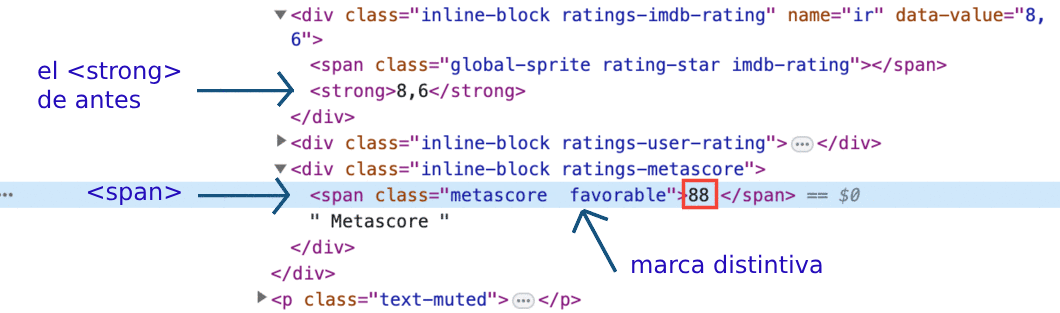 <div class="inline-block ratings-imdb-rating" name="ir" data-value="8,
6">
<span class="global-sprite rating-star imdb-rating"></span>
el <strong>
de antes
<strong>8,6</strong>
</div>
<div class="inline-block ratings-user-rating">…</div>
<div class="inline-block ratings-metascore">
<span>
… <span class="metascore  favorable">88 </span> == $0
" Metascore "
</div>
marca distintiva
</div>
<p class="text-muted">…</p>